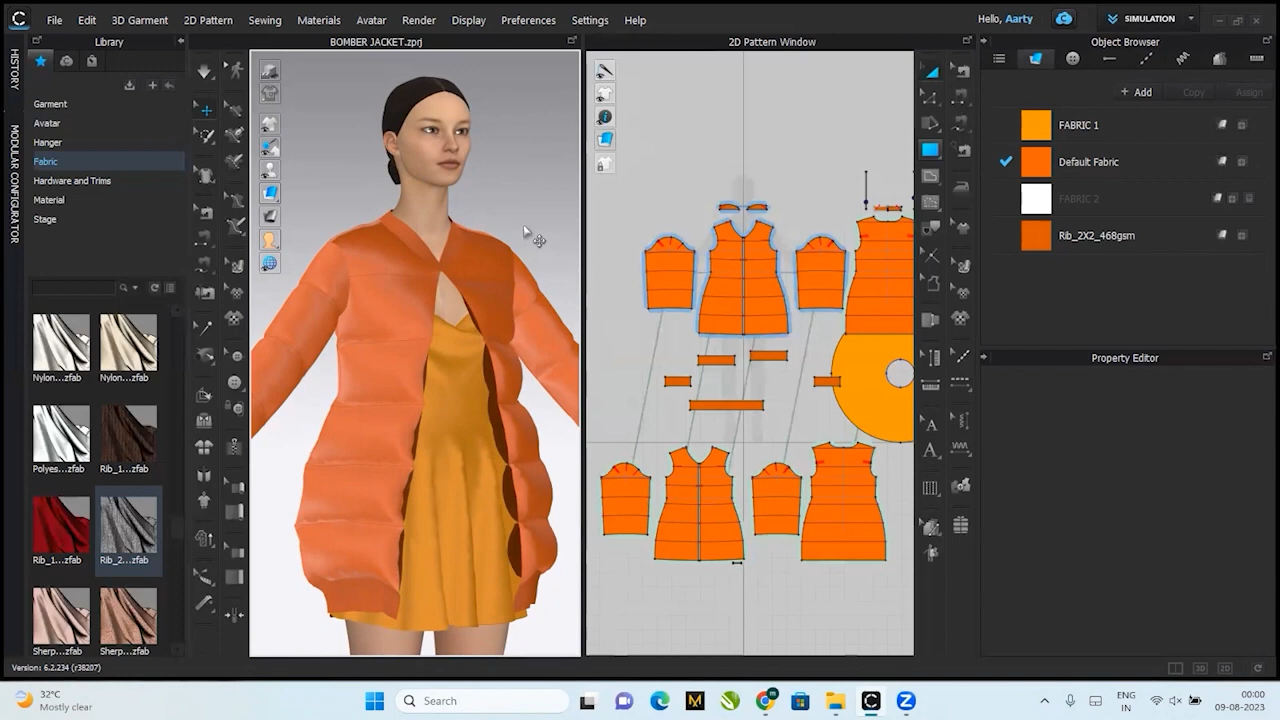 File Edit 3D Garment 2D Pattern Sewing Materials Avatar Render Display Preferences Settings Help
Hello, Aarty
SIMULATION
HISTORY
MODULAR CONFIGURATOR
Library
BOMBER JACKET.zprj
2D Pattern Window
Object Browser
Garment
Avatar
Hanger
Fabric
Hardware and Trims
Material
Stage
Nylon...zfab Nylon...zfab
Polyes...zfab Rib_1...zfab
Rib_1...zfab Rib_2...zfab
Sherp...zfab Sherp...zfab
+ Add Copy Assign
FABRIC 1
Default Fabric
FABRIC 2
Rib_2X2_468gsm
Property Editor
Version: 6.2.234 (r38207)
3D 2D
32°C
Mostly clear
Search
ENG
IN
00:00
09-08-2023